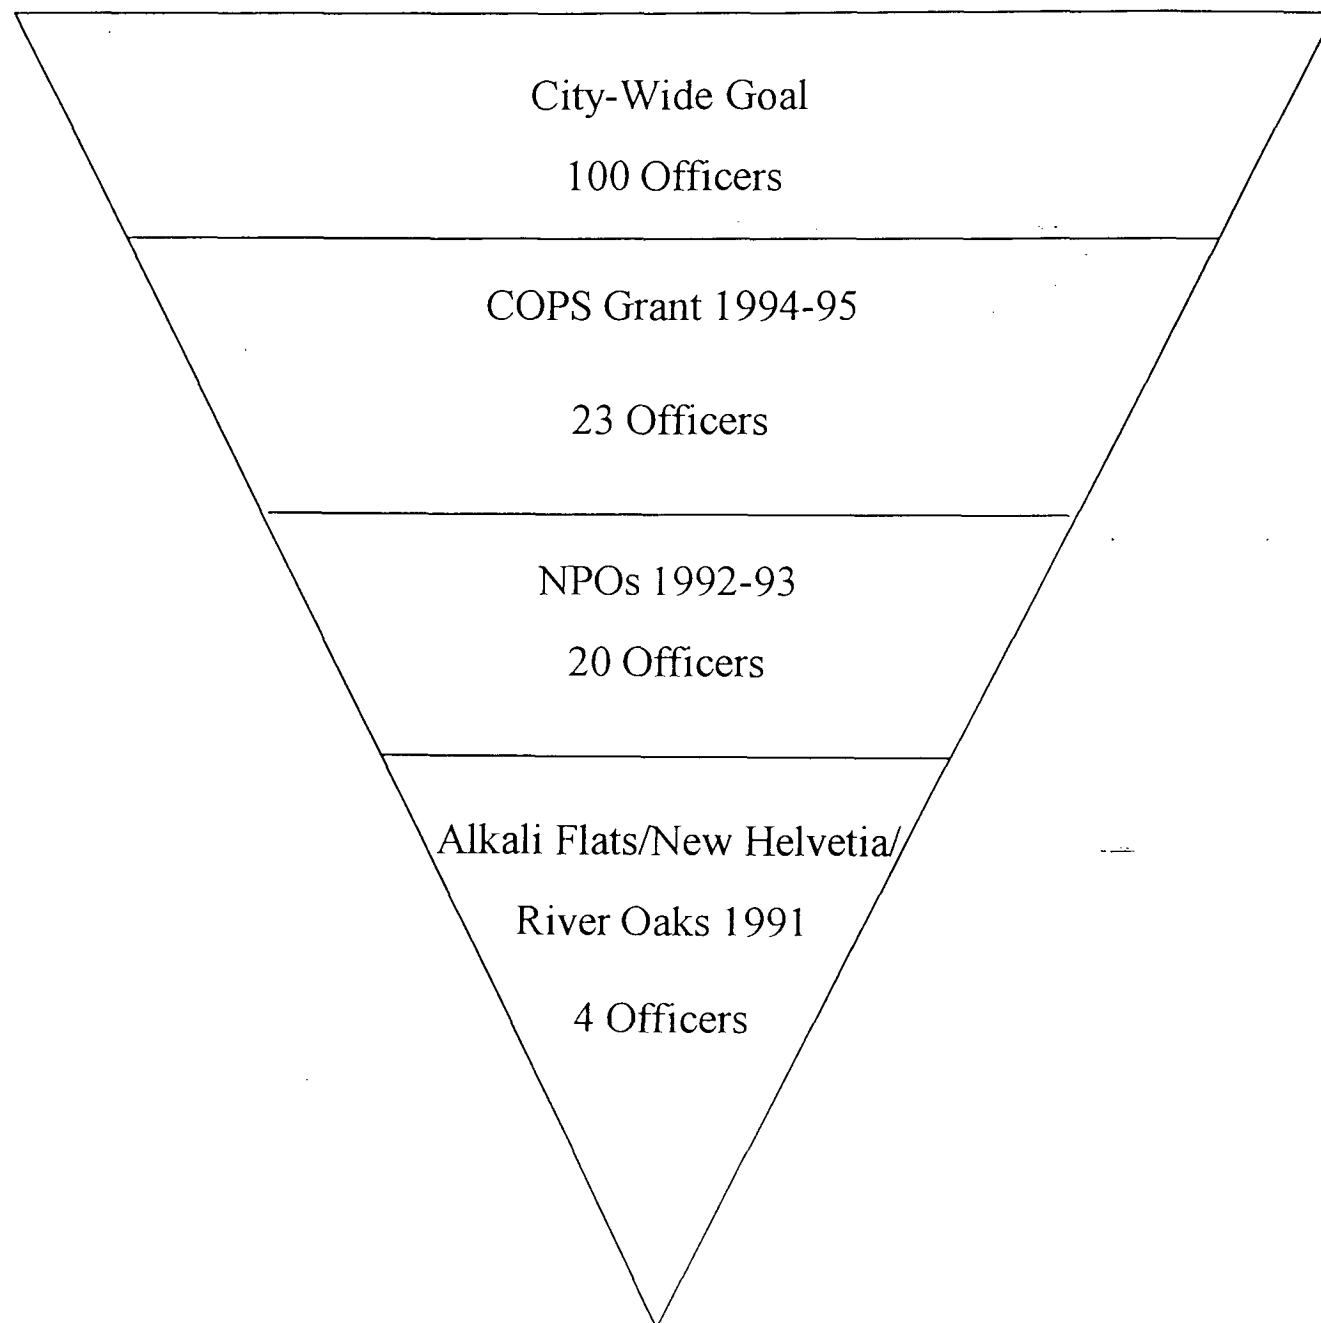 City-Wide Goal
100 Officers
COPS Grant 1994-95
23 Officers
NPOs 1992-93
20 Officers
Alkali Flats/New Helvetia/
River Oaks 1991
4 Officers